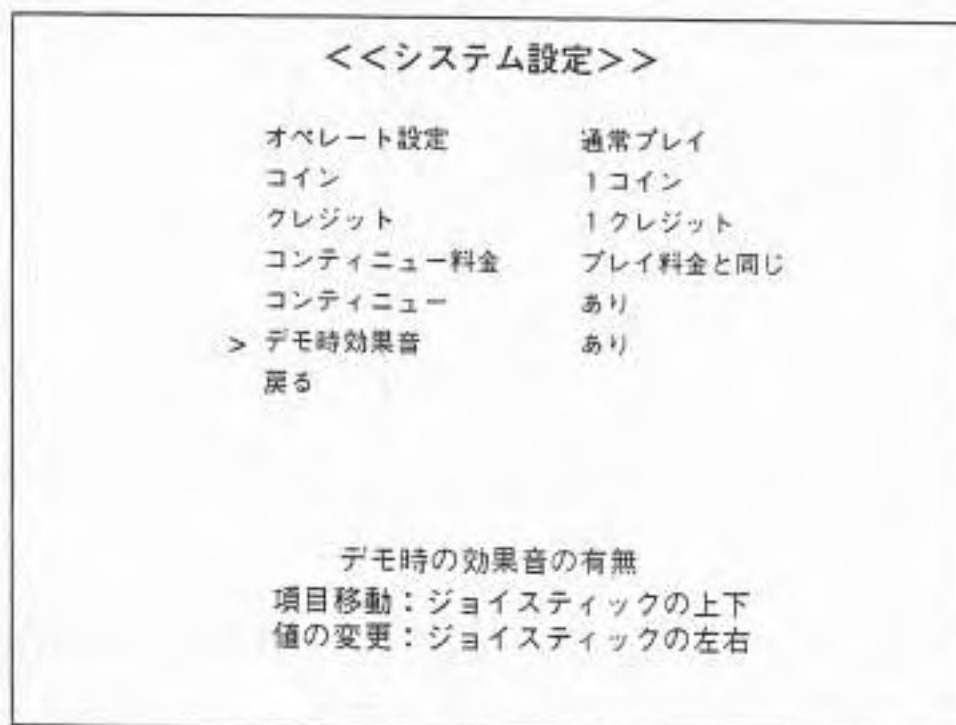 <<システム設定>>
オペレート設定 通常プレイ
コイン 1コイン
クレジット 1クレジット
コンティニュー料金 プレイ料金と同じ
コンティニュー あり
> デモ時効果音 あり
戻る
デモ時の効果音の有無
項目移動:ジョイスティックの上下
値の変更:ジョイスティックの左右